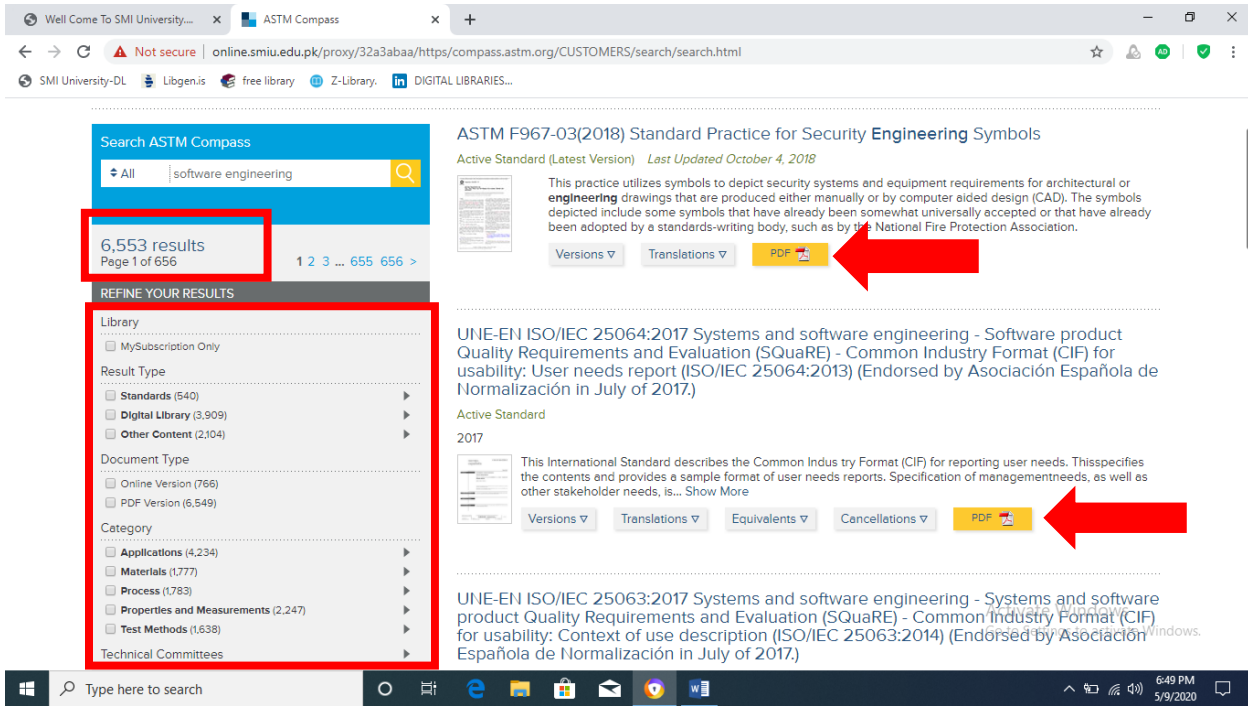 Well Come To SMI University....
ASTM Compass
Not secure | online.smiu.edu.pk/proxy/32a3abaa/https/compass.astm.org/CUSTOMERS/search/search.html
AD
SMI University-DL
Libgen.is
free library
Z-Library.
in
DIGITAL LIBRARIES...
Search ASTM Compass
All
software engineering
6,553 results
Page 1 of 656
1 2 3 ... 655 656 >
REFINE YOUR RESULTS
Library
MySubscription Only
Result Type
Standards (540)
Digital Library (3,909)
Other Content (2,104)
Document Type
Online Version (766)
PDF Version (6,549)
Category
Applications (4,234)
Materials (1,777)
Process (1,783)
Properties and Measurements (2,247)
Test Methods (1,638)
Technical Committees
ASTM F967-03(2018) Standard Practice for Security Engineering Symbols
Active Standard (Latest Version) Last Updated October 4, 2018
This practice utilizes symbols to depict security systems and equipment requirements for architectural or
engineering drawings that are produced either manually or by computer aided design (CAD). The symbols
depicted include some symbols that have already been somewhat universally accepted or that have already
been adopted by a standards-writing body, such as by the National Fire Protection Association.
Versions
Translations
PDF
UNE-EN ISO/IEC 25064:2017 Systems and software engineering - Software product
Quality Requirements and Evaluation (SQuaRE) - Common Industry Format (CIF) for
usability: User needs report (ISO/IEC 25064:2013) (Endorsed by Asociación Española de
Normalización in July of 2017.)
Active Standard
2017
This International Standard describes the Common Indus try Format (CIF) for reporting user needs. Thisspecifies
the contents and provides a sample format of user needs reports. Specification of managementneeds, as well as
other stakeholder needs, is... Show More
Versions
Translations
Equivalents
Cancellations
PDF
UNE-EN ISO/IEC 25063:2017 Systems and software engineering - Systems and software
product Quality Requirements and Evaluation (SQuaRE) - Common Industry Format (CIF)
for usability: Context of use description (ISO/IEC 25063:2014) (Endorsed by Asociación
Española de Normalización in July of 2017.)
Activate Windows
Go to Settings to activate Windows.
Type here to search
6:49 PM
5/9/2020